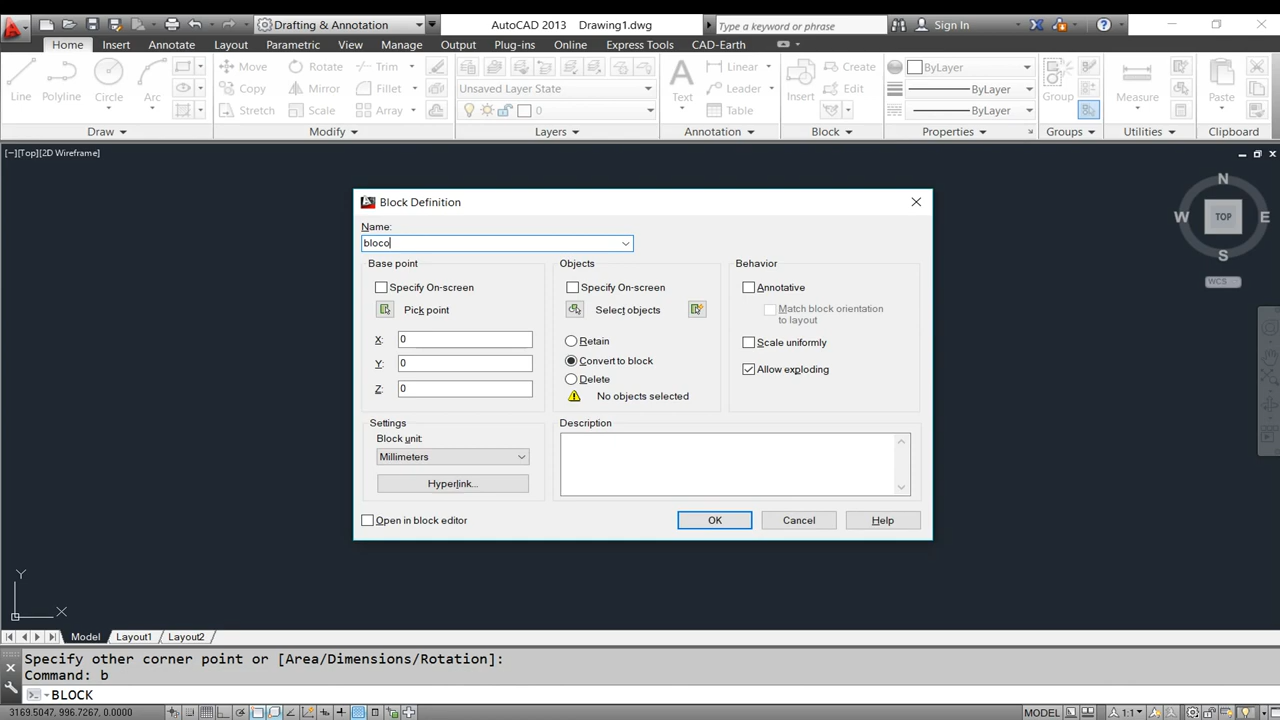 Drafting & Annotation
AutoCAD 2013 Drawing1.dwg
Type a keyword or phrase
Sign In
Home Insert Annotate Layout Parametric View Manage Output Plug-ins Online Express Tools CAD-Earth
Line Polyline Circle Arc
Move Rotate Trim
Copy Mirror Fillet
Stretch Scale Array
Unsaved Layer State
0
Text
Linear
Leader
Table
Insert
Create
Edit
ByLayer
ByLayer
ByLayer
Group
Measure
Paste
Draw Modify Layers Annotation Block Properties Groups Utilities Clipboard
[−][Top][2D Wireframe]
N
W TOP E
S
WCS
Block Definition
Name:
bloco
Base point
Specify On-screen
Pick point
X: 0
Y: 0
Z: 0
Objects
Specify On-screen
Select objects
Retain
Convert to block
Delete
No objects selected
Behavior
Annotative
Match block orientation
to layout
Scale uniformly
Allow exploding
Settings
Block unit:
Millimeters
Hyperlink...
Description
Open in block editor
OK Cancel Help
Y
X
Model Layout1 Layout2
Specify other corner point or [Area/Dimensions/Rotation]:
Command: b
BLOCK
3169.5047, 996.7267, 0.0000
MODEL
1:1